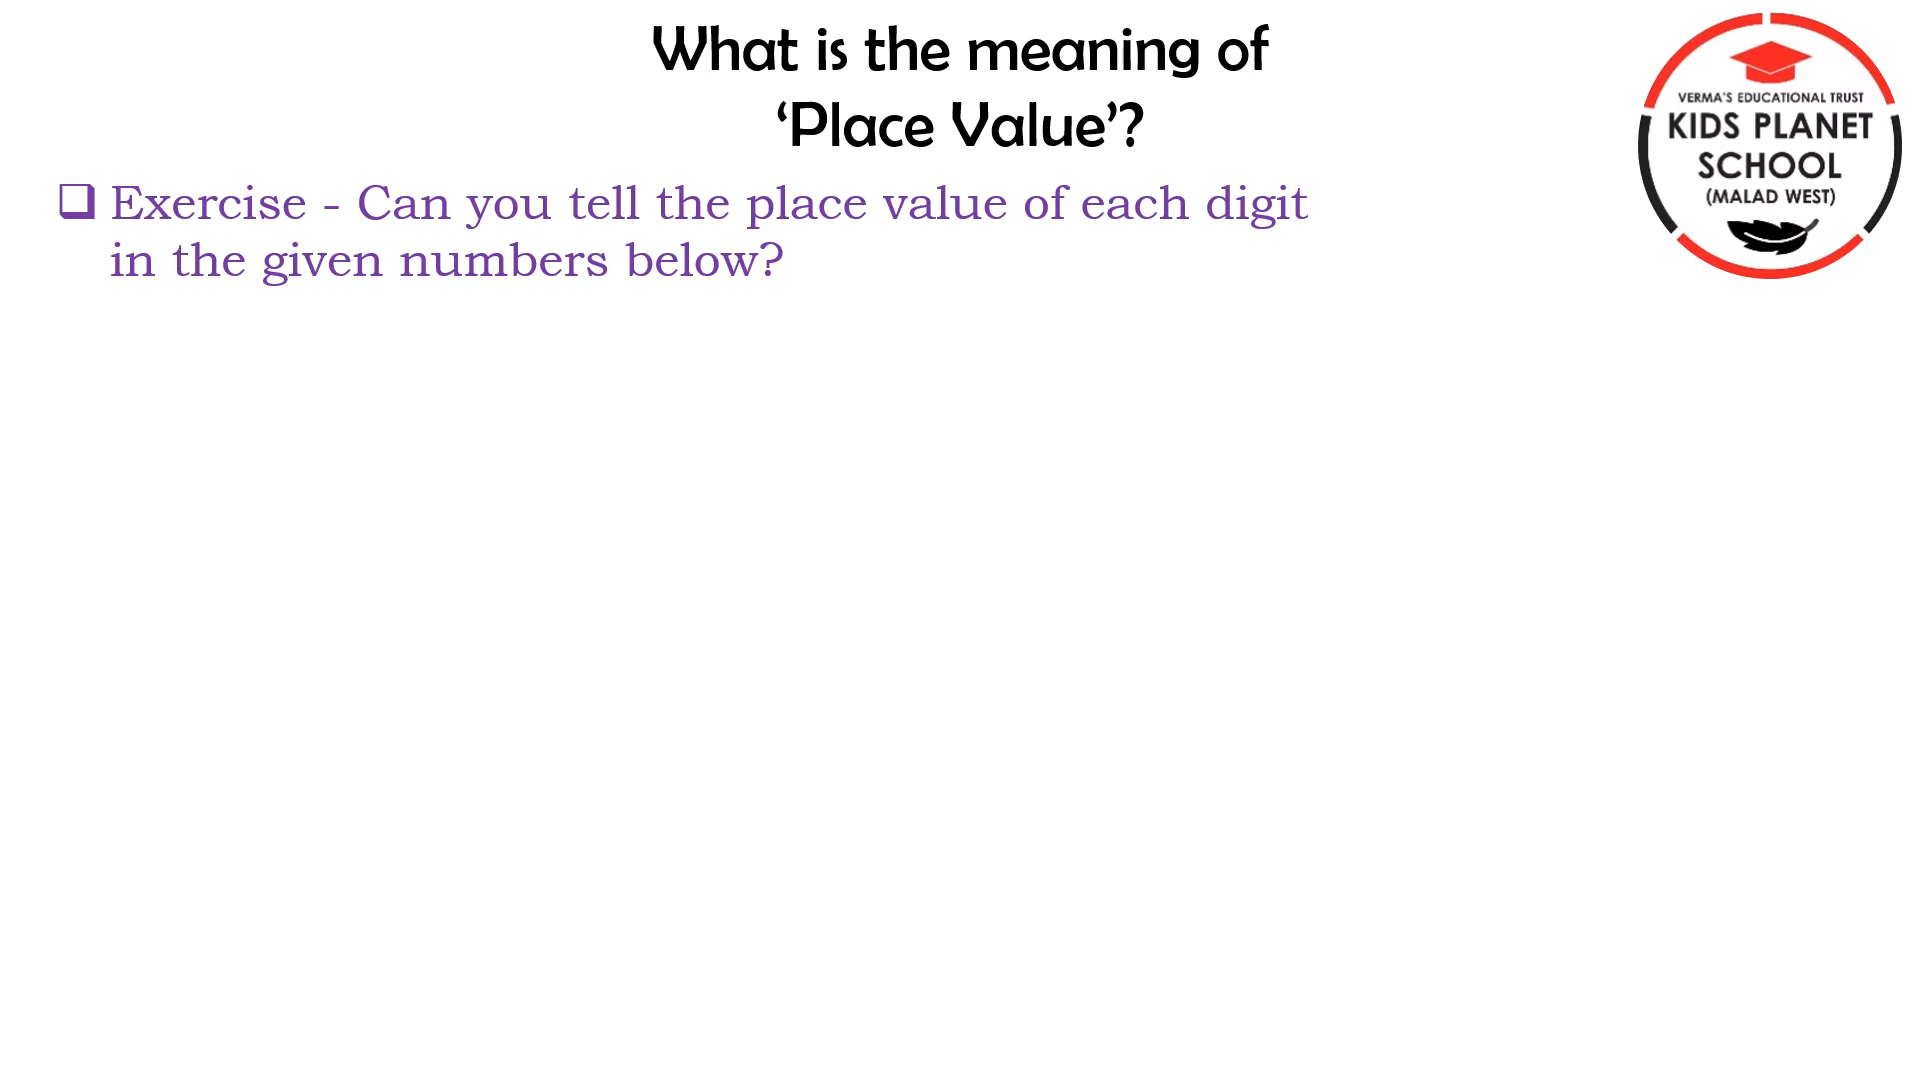 What is the meaning of
‘Place Value’?
Exercise - Can you tell the place value of each digit
in the given numbers below?
VERMA'S EDUCATIONAL TRUST
KIDS PLANET
SCHOOL
(MALAD WEST)